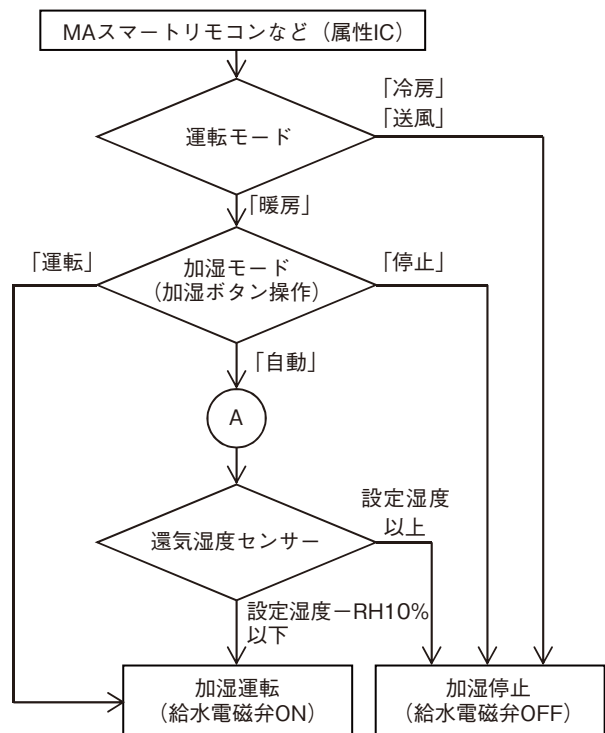 MAスマートリモコンなど（属性IC）
「冷房」
「送風」
運転モード
「暖房」
「運転」
加湿モード
（加湿ボタン操作）
「停止」
「自動」
A
設定湿度
以上
還気湿度センサー
設定湿度－RH10%
以下
加湿運転
（給水電磁弁ON）
加湿停止
（給水電磁弁OFF）